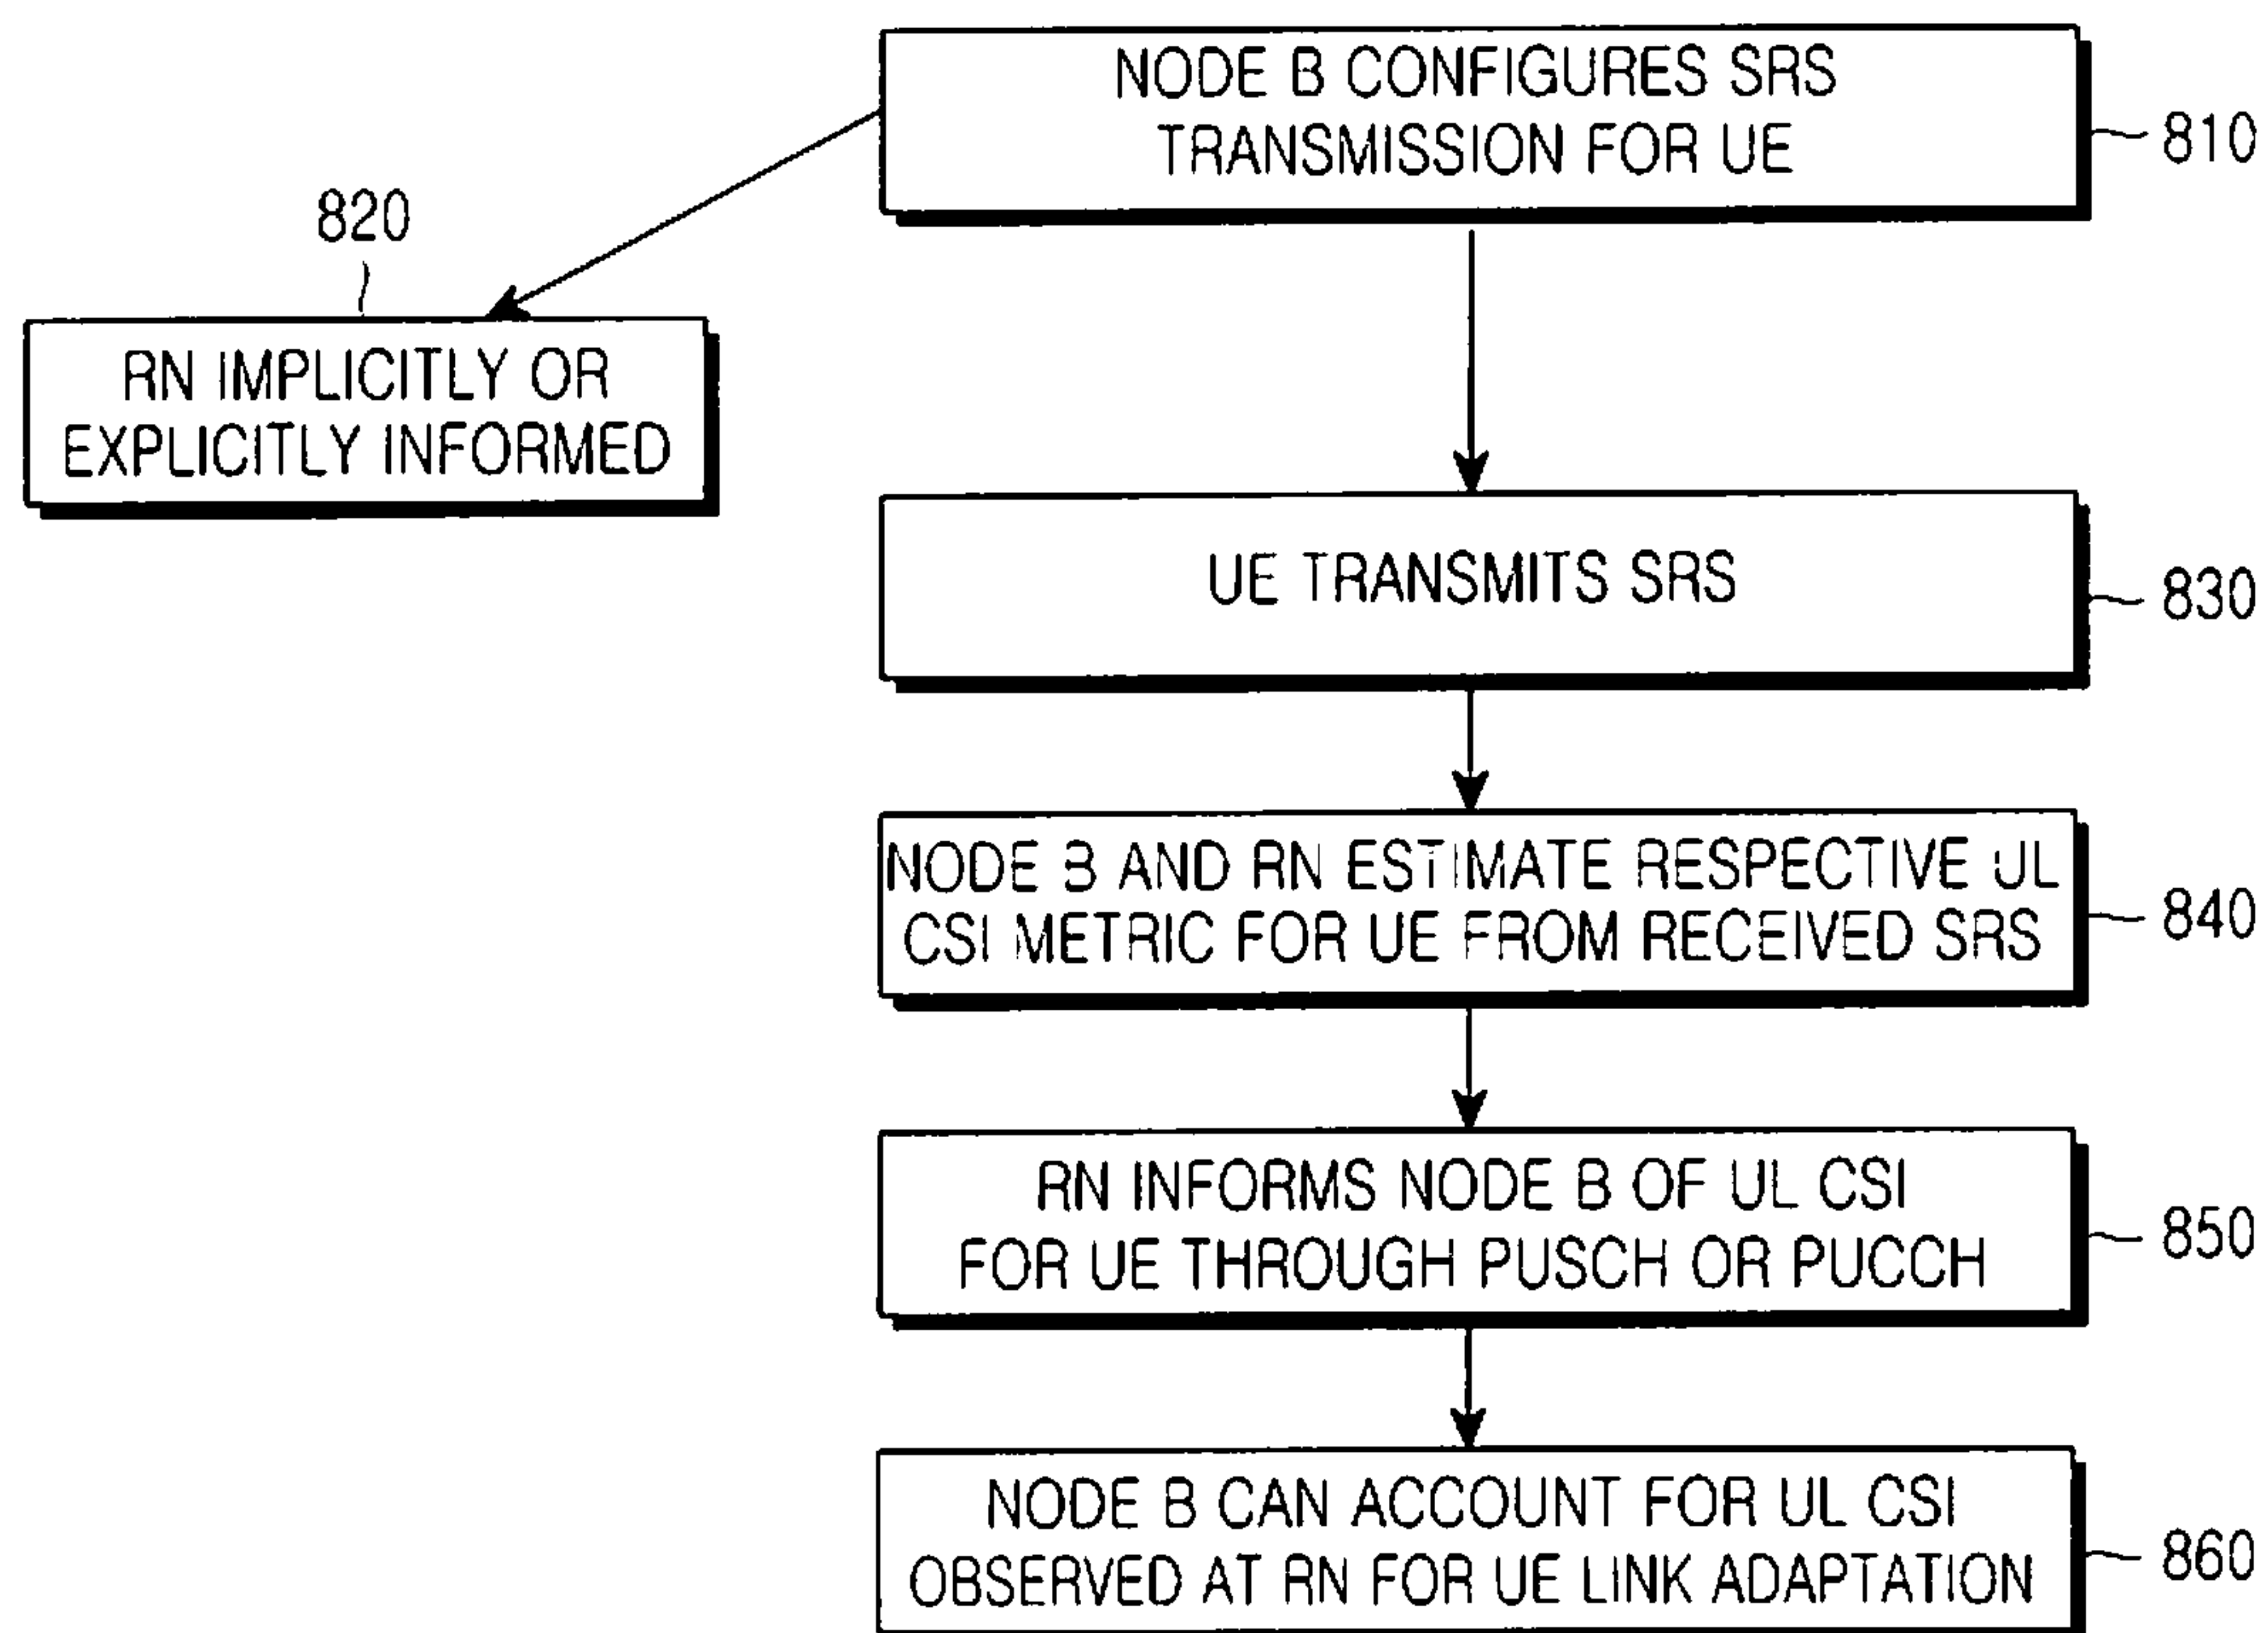 NODE B CONFIGURES SRS
TRANSMISSION FOR UE
810
820
RN IMPLICITLY OR
EXPLICITLY INFORMED
UE TRANSMITS SRS
830
NODE B AND RN ESTIMATE RESPECTIVE UL
CSI METRIC FOR UE FROM RECEIVED SRS
840
RN INFORMS NODE B OF UL CSI
FOR UE THROUGH PUSCH OR PUCCH
850
NODE B CAN ACCOUNT FOR UL CSI
OBSERVED AT RN FOR UE LINK ADAPTATION
860